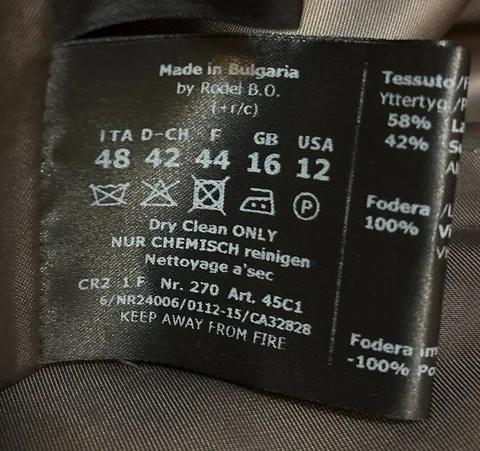 Made in Bulgaria
by Rodel B.O.
(+r/c)
ITA D-CH F GB USA
48 42 44 16 12
P
Dry Clean ONLY
NUR CHEMISCH reinigen
Nettoyage a'sec
CR2 1 F Nr. 270 Art. 45C1
6/NR24006/0112-15/CA32828
KEEP AWAY FROM FIRE
Tessuto/
Yttertyg
58%
42%
Fodera
100%
Fodera
-100%